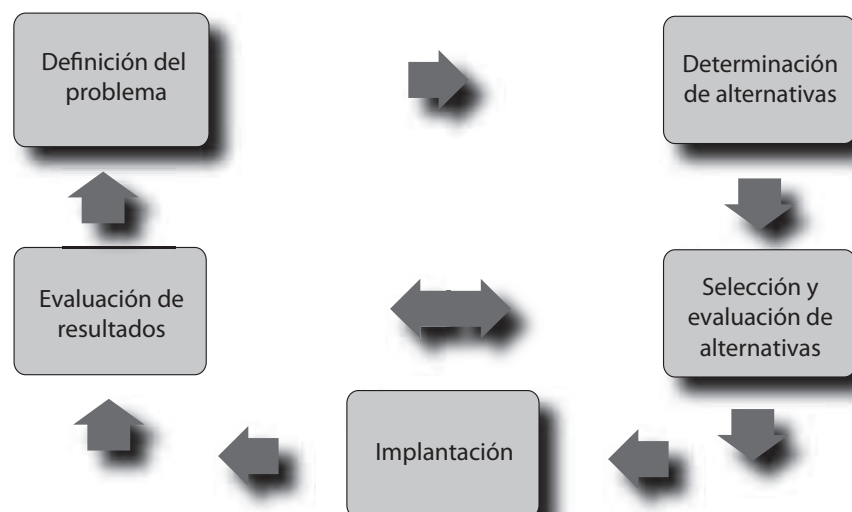 Definición del
problema
Determinación
de alternativas
Selección y
evaluación de
alternativas
Implantación
Evaluación de
resultados